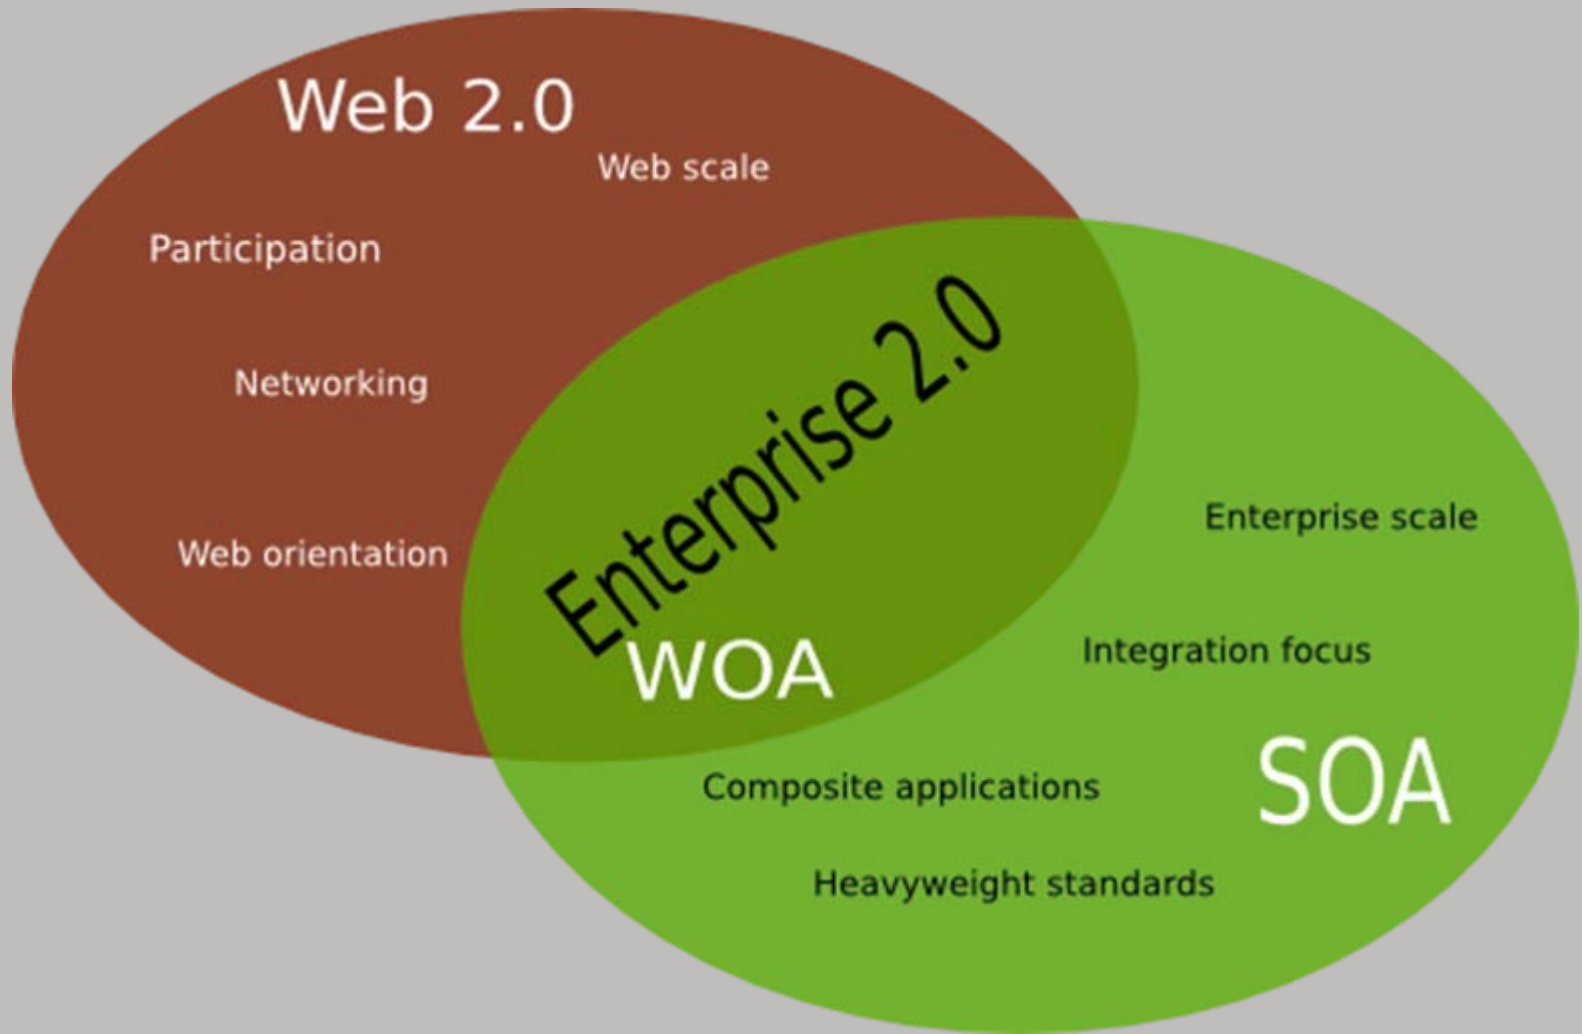 Web 2.0
Web scale
Participation
Networking
Web orientation
Enterprise 2.0
WOA
Enterprise scale
Integration focus
SOA
Composite applications
Heavyweight standards